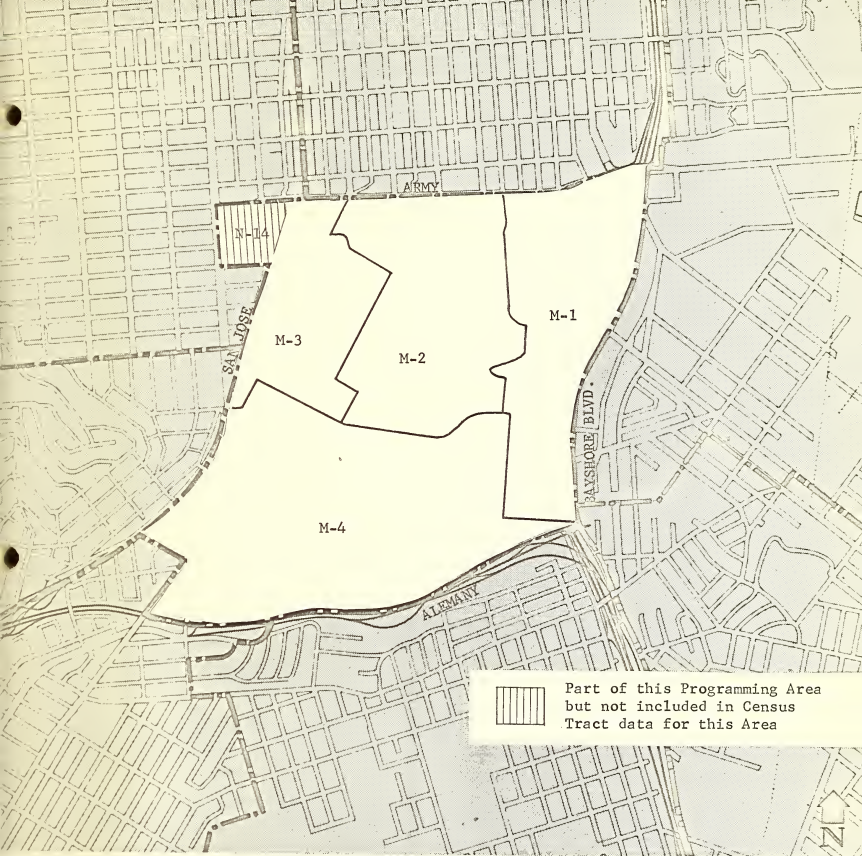 ARMY
N-14
SAN JOSE
M-3
M-2
M-1
BAYSHORE BLVD.
M-4
ALEMANY
Part of this Programming Area
but not included in Census
Tract data for this Area
N